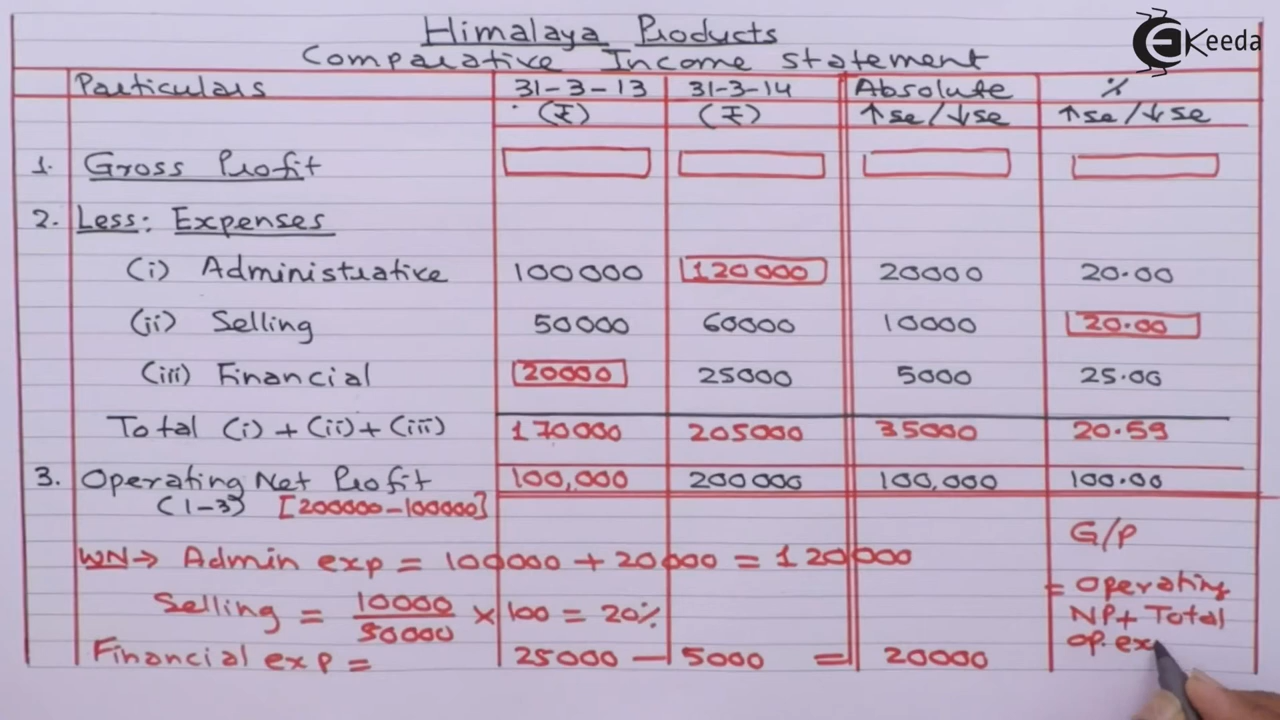 Himalaya Products
Comparative Income Statement
EKeeda
Particulars 31-3-13 31-3-14 Absolute %
(₹) (₹) ↑se/↓se ↑se/↓se
1. Gross Profit
2. Less: Expenses
(i) Administrative 100000 120000 20000 20.00
(ii) Selling 50000 60000 10000 20.00
(iii) Financial 20000 25000 5000 25.00
Total (i) + (ii) + (iii) 170000 205000 35000 20.59
3. Operating Net Profit 100,000 200000 100,000 100.00
(1-3) [200000-100000]
G/P
WN→ Admin exp = 100000 + 20000 = 120000
= Operating
Selling = 10000/50000 × 100 = 20%
NP + Total
op. ex
Financial exp = 25000 - 5000 = 20000